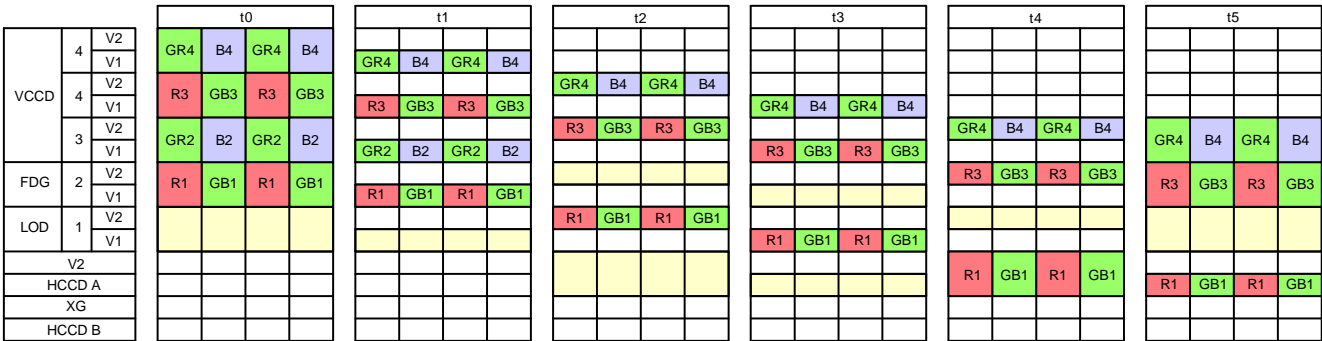 t0 t1 t2 t3 t4 t5
V2
4 GR4 B4 GR4 B4
V1 GR4 B4 GR4 B4
V2 GR4 B4 GR4 B4
VCCD 4 R3 GB3 R3 GB3
V1 R3 GB3 R3 GB3 GR4 B4 GR4 B4
V2 R3 GB3 R3 GB3 GR4 B4 GR4 B4
3 GR2 B2 GR2 B2 GR4 B4 GR4 B4
V1 GR2 B2 GR2 B2 R3 GB3 R3 GB3
V2 R3 GB3 R3 GB3
FDG 2 R1 GB1 R1 GB1 R3 GB3 R3 GB3
V1 R1 GB1 R1 GB1
V2 R1 GB1 R1 GB1
LOD 1
V1 R1 GB1 R1 GB1
V2
R1 GB1 R1 GB1
HCCD A R1 GB1 R1 GB1
XG
HCCD B